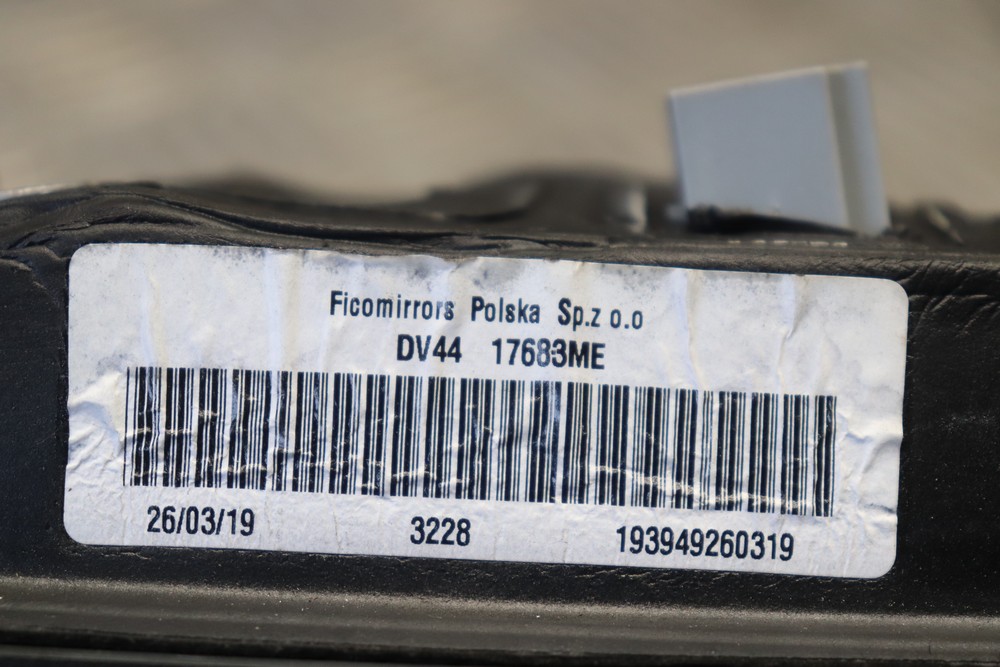 Ficomirrors Polska Sp.z o.o
DV44 17683ME
26/03/19 3228 193949260319